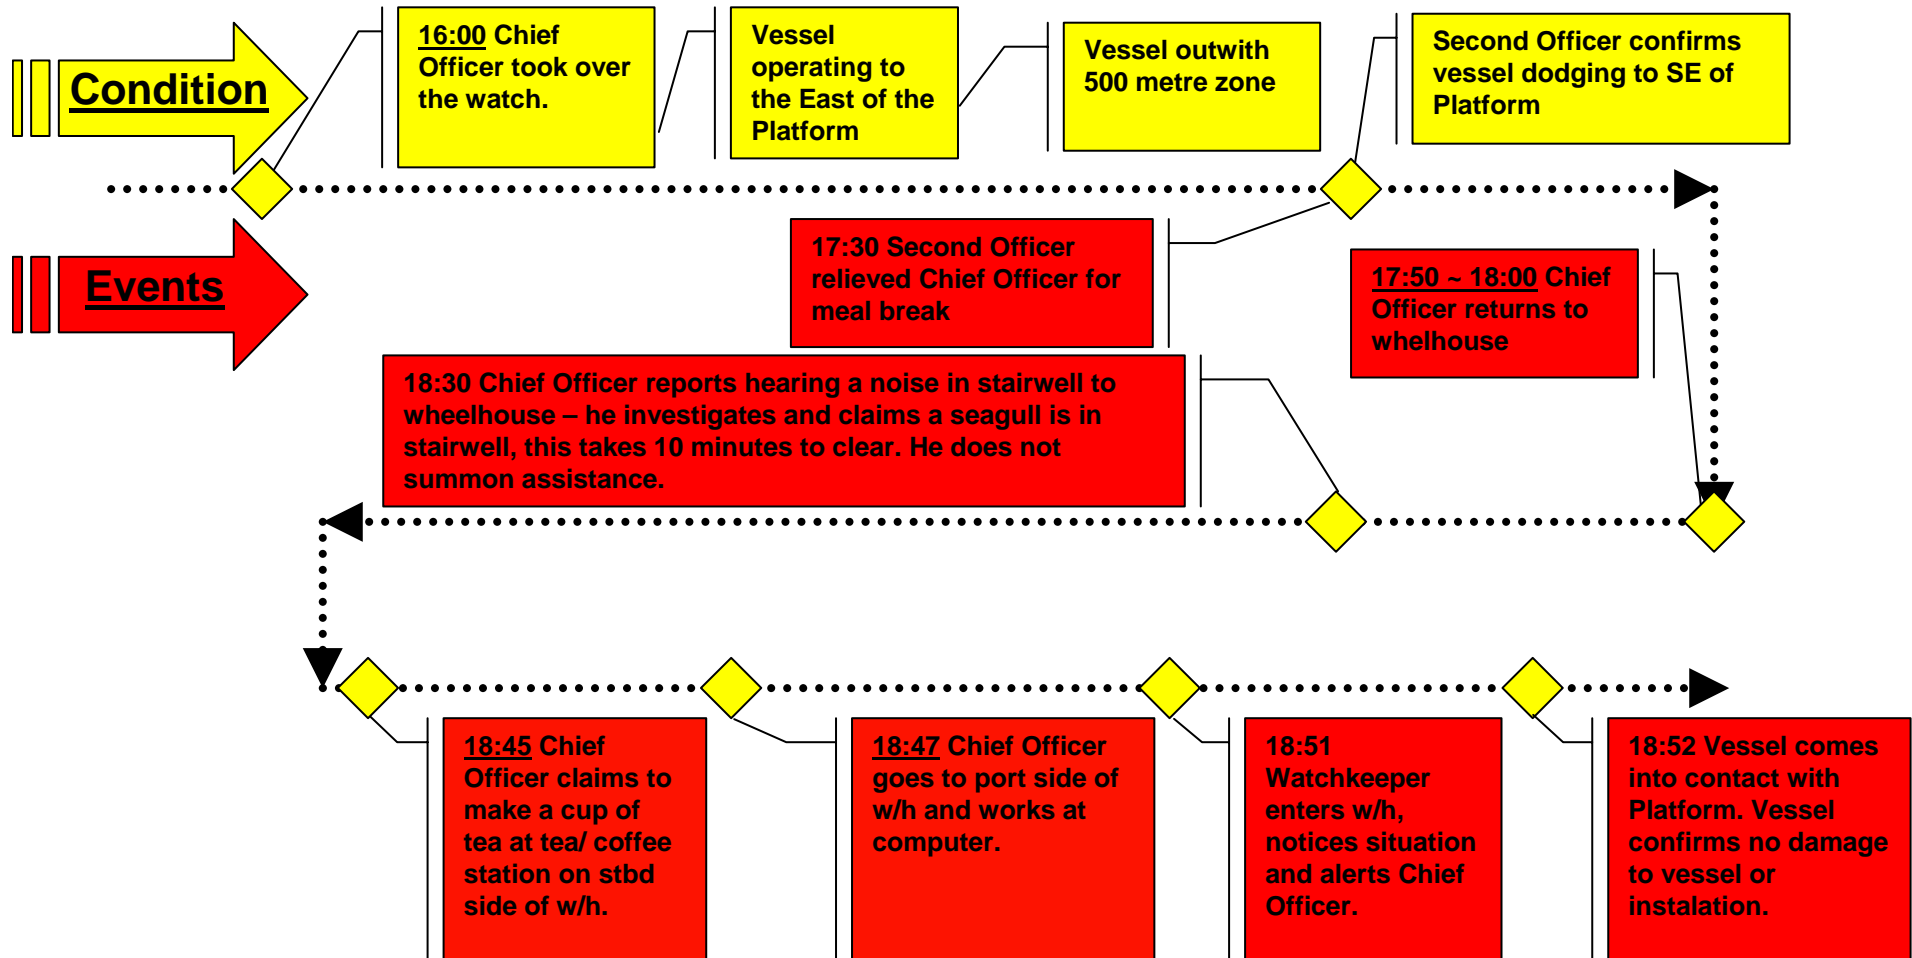 Condition
16:00 Chief
Officer took over
the watch.
Vessel
operating to
the East of the
Platform
Vessel outwith
500 metre zone
Second Officer confirms
vessel dodging to SE of
Platform
Events
17:30 Second Officer
relieved Chief Officer for
meal break
17:50 ~ 18:00 Chief
Officer returns to
whelhouse
18:30 Chief Officer reports hearing a noise in stairwell to
wheelhouse – he investigates and claims a seagull is in
stairwell, this takes 10 minutes to clear. He does not
summon assistance.
18:45 Chief
Officer claims to
make a cup of
tea at tea/ coffee
station on stbd
side of w/h.
18:47 Chief Officer
goes to port side of
w/h and works at
computer.
18:51
Watchkeeper
enters w/h,
notices situation
and alerts Chief
Officer.
18:52 Vessel comes
into contact with
Platform. Vessel
confirms no damage
to vessel or
instalation.